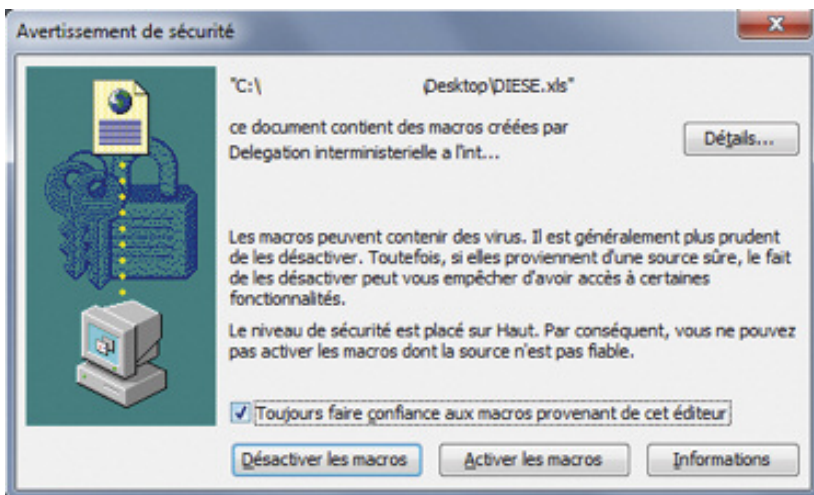 Avertissement de sécurité
"C:\ Desktop\DIESE.xls"
ce document contient des macros créées par
Delegation interministerielle a l'int...
Détails...
Les macros peuvent contenir des virus. Il est généralement plus prudent
de les désactiver. Toutefois, si elles proviennent d'une source sûre, le fait
de les désactiver peut vous empêcher d'avoir accès à certaines
fonctionnalités.
Le niveau de sécurité est placé sur Haut. Par conséquent, vous ne pouvez
pas activer les macros dont la source n'est pas fiable.
Toujours faire confiance aux macros provenant de cet éditeur
Désactiver les macros Activer les macros Informations